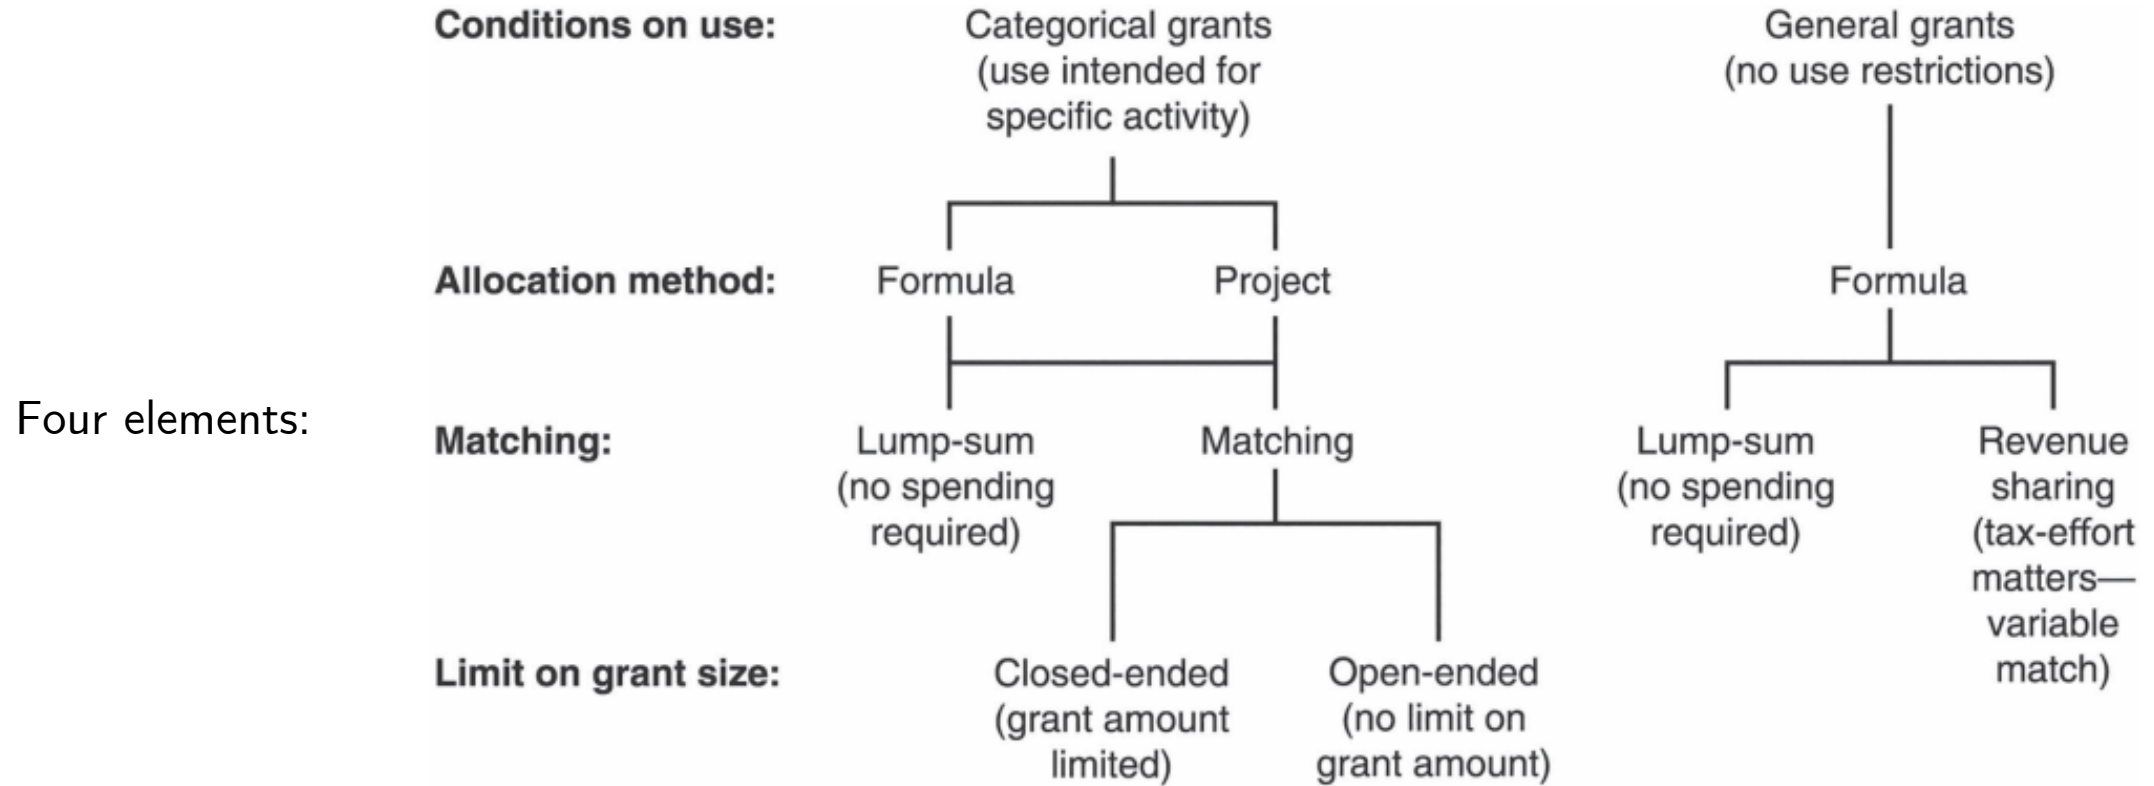 Four elements:
Conditions on use:
Categorical grants
(use intended for
specific activity)
General grants
(no use restrictions)
Allocation method:
Formula
Project
Formula
Matching:
Lump-sum
(no spending
required)
Matching
Lump-sum
(no spending
required)
Revenue
sharing
(tax-effort
matters—
variable
match)
Limit on grant size:
Closed-ended
(grant amount
limited)
Open-ended
(no limit on
grant amount)